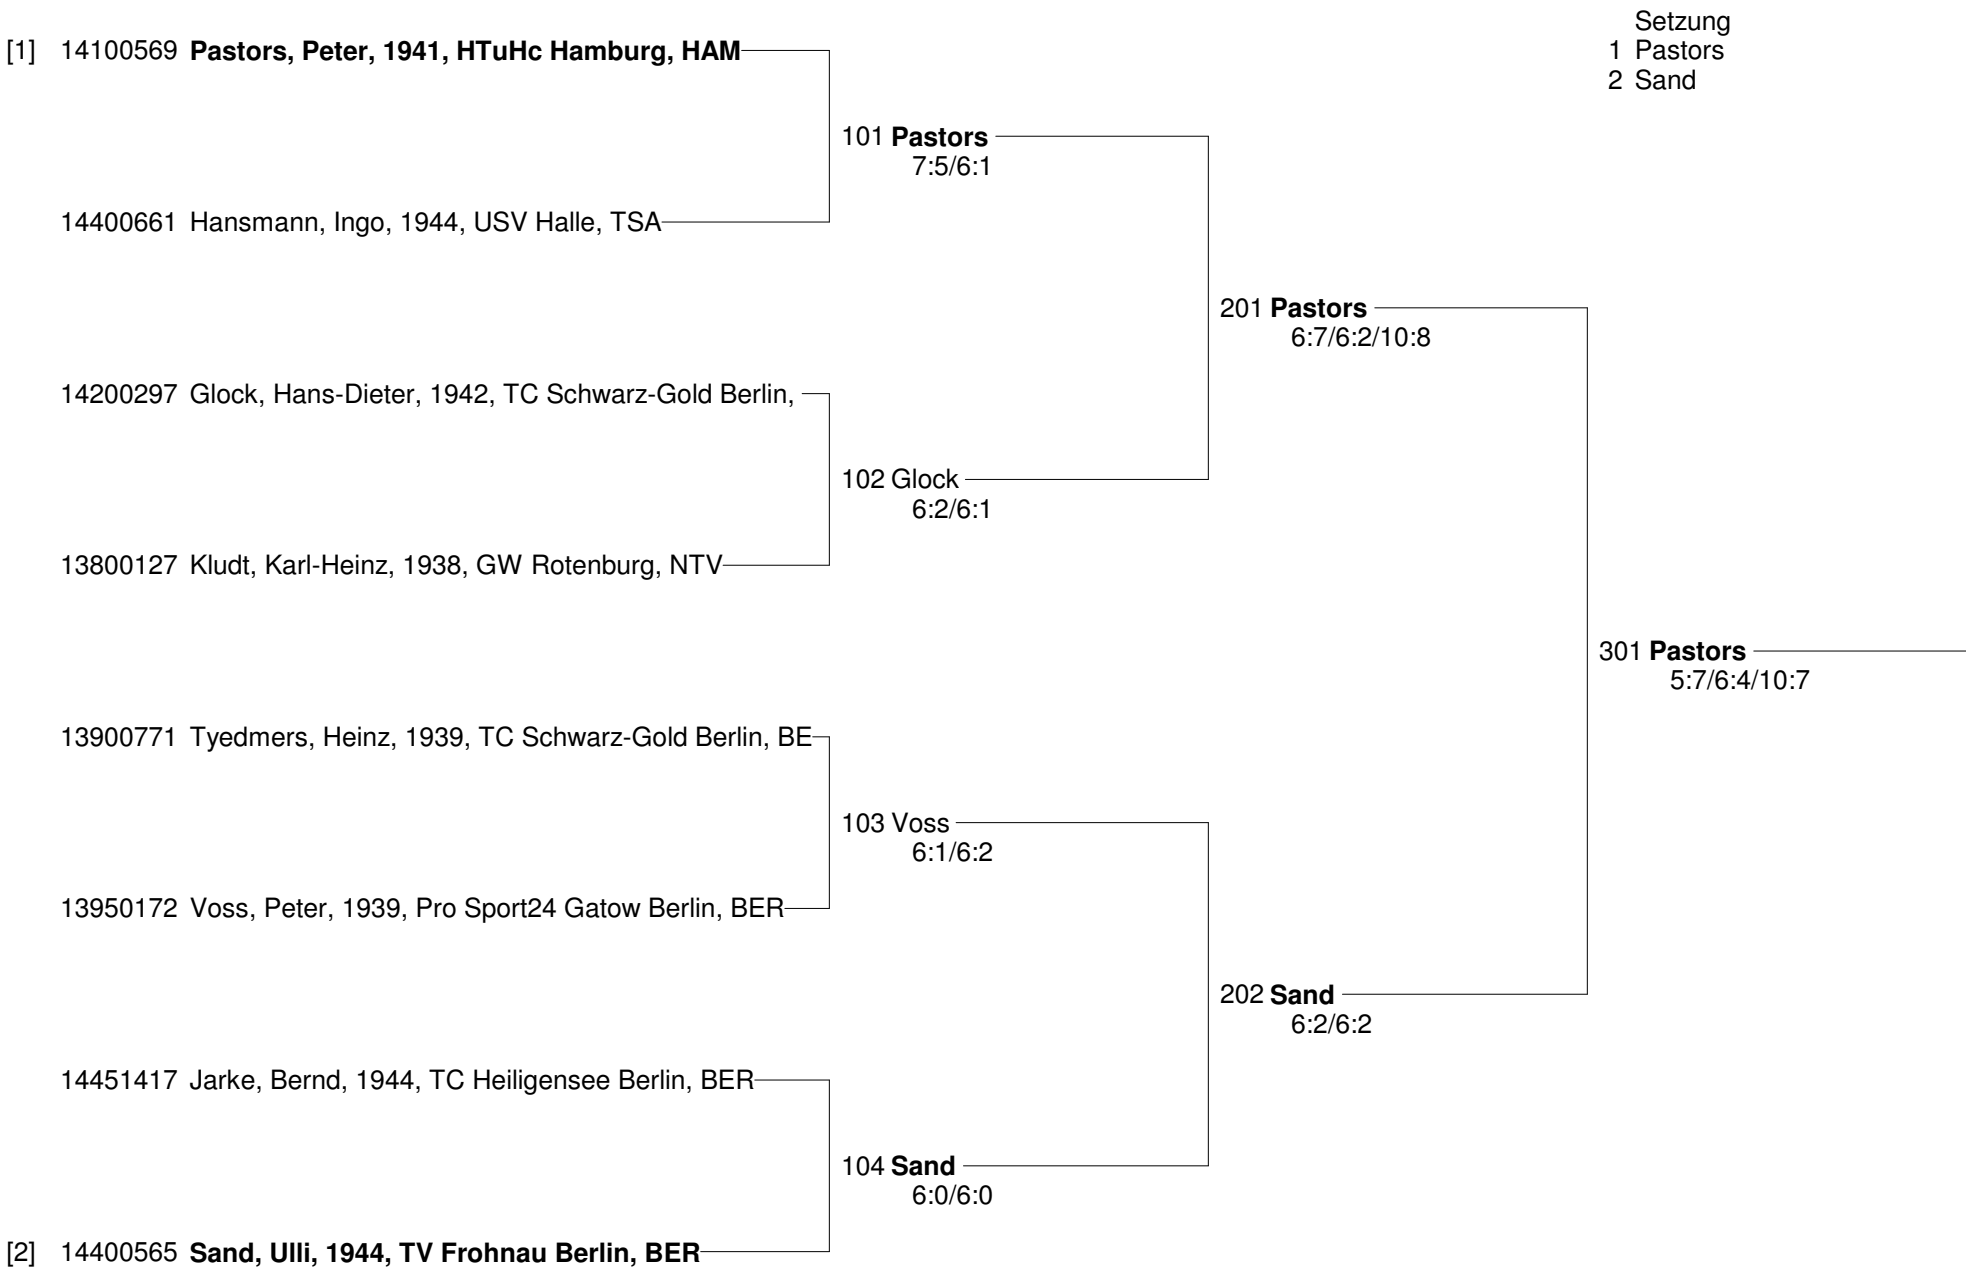 Setzung
1 Pastors
2 Sand
[1] 14100569 Pastors, Peter, 1941, HTuHc Hamburg, HAM
101 Pastors
7:5/6:1
14400661 Hansmann, Ingo, 1944, USV Halle, TSA
201 Pastors
6:7/6:2/10:8
14200297 Glock, Hans-Dieter, 1942, TC Schwarz-Gold Berlin,
102 Glock
6:2/6:1
13800127 Kludt, Karl-Heinz, 1938, GW Rotenburg, NTV
301 Pastors
5:7/6:4/10:7
13900771 Tyedmers, Heinz, 1939, TC Schwarz-Gold Berlin, BE
103 Voss
6:1/6:2
13950172 Voss, Peter, 1939, Pro Sport24 Gatow Berlin, BER
202 Sand
6:2/6:2
14451417 Jarke, Bernd, 1944, TC Heiligensee Berlin, BER
104 Sand
6:0/6:0
[2] 14400565 Sand, Ulli, 1944, TV Frohnau Berlin, BER